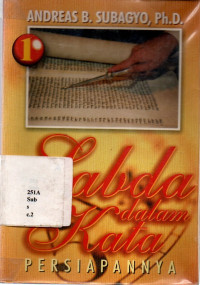 ANDREAS B. SUBAGYO, Ph.D.
1
251A
Sub
s
c.2
Sabda
dalam
Kata
PERSIAPANNYA